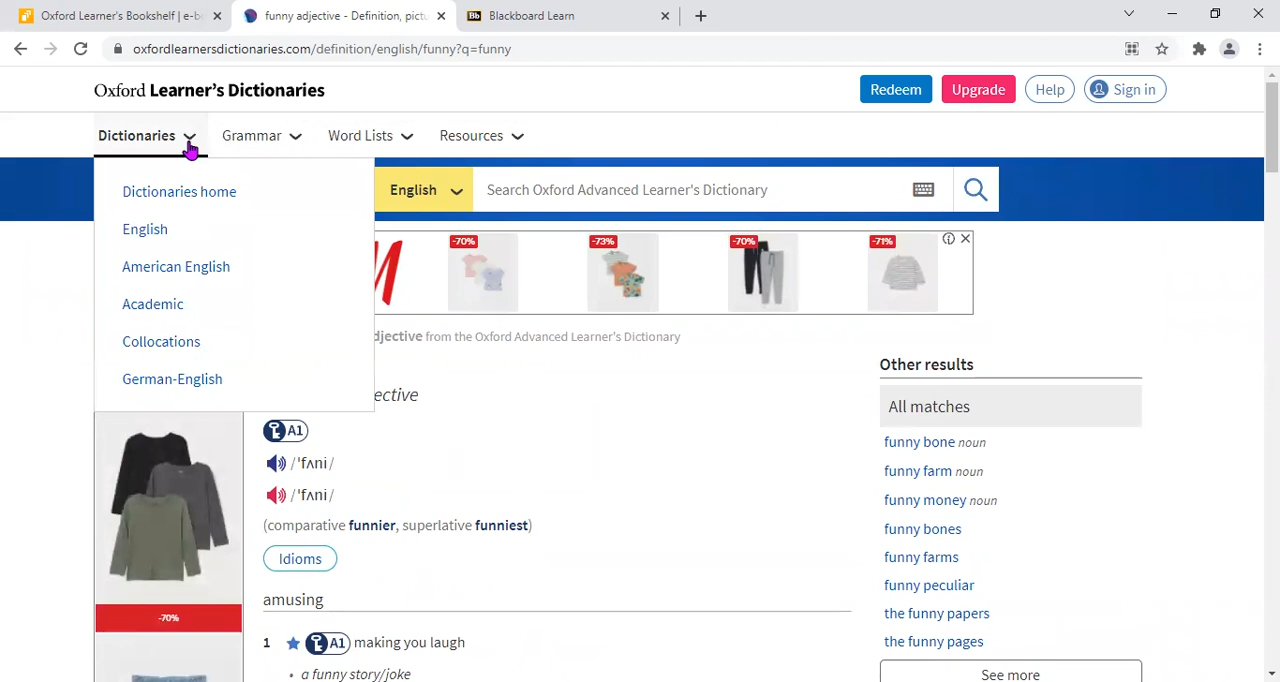 Oxford Learner's Bookshelf | e-b
funny adjective - Definition, pictu
Blackboard Learn
oxfordlearnersdictionaries.com/definition/english/funny?q=funny
Oxford Learner's Dictionaries
Redeem
Upgrade
Help
Sign in
Dictionaries
Grammar
Word Lists
Resources
Dictionaries home
English
American English
Academic
Collocations
German-English
English
Search Oxford Advanced Learner's Dictionary
-70%
-73%
-70%
-71%
djective from the Oxford Advanced Learner's Dictionary
ective
A1
/ˈfʌni/
/ˈfʌni/
(comparative funnier, superlative funniest)
Idioms
amusing
1 A1 making you laugh
• a funny story/joke
-70%
Other results
All matches
funny bone noun
funny farm noun
funny money noun
funny bones
funny farms
funny peculiar
the funny papers
the funny pages
See more